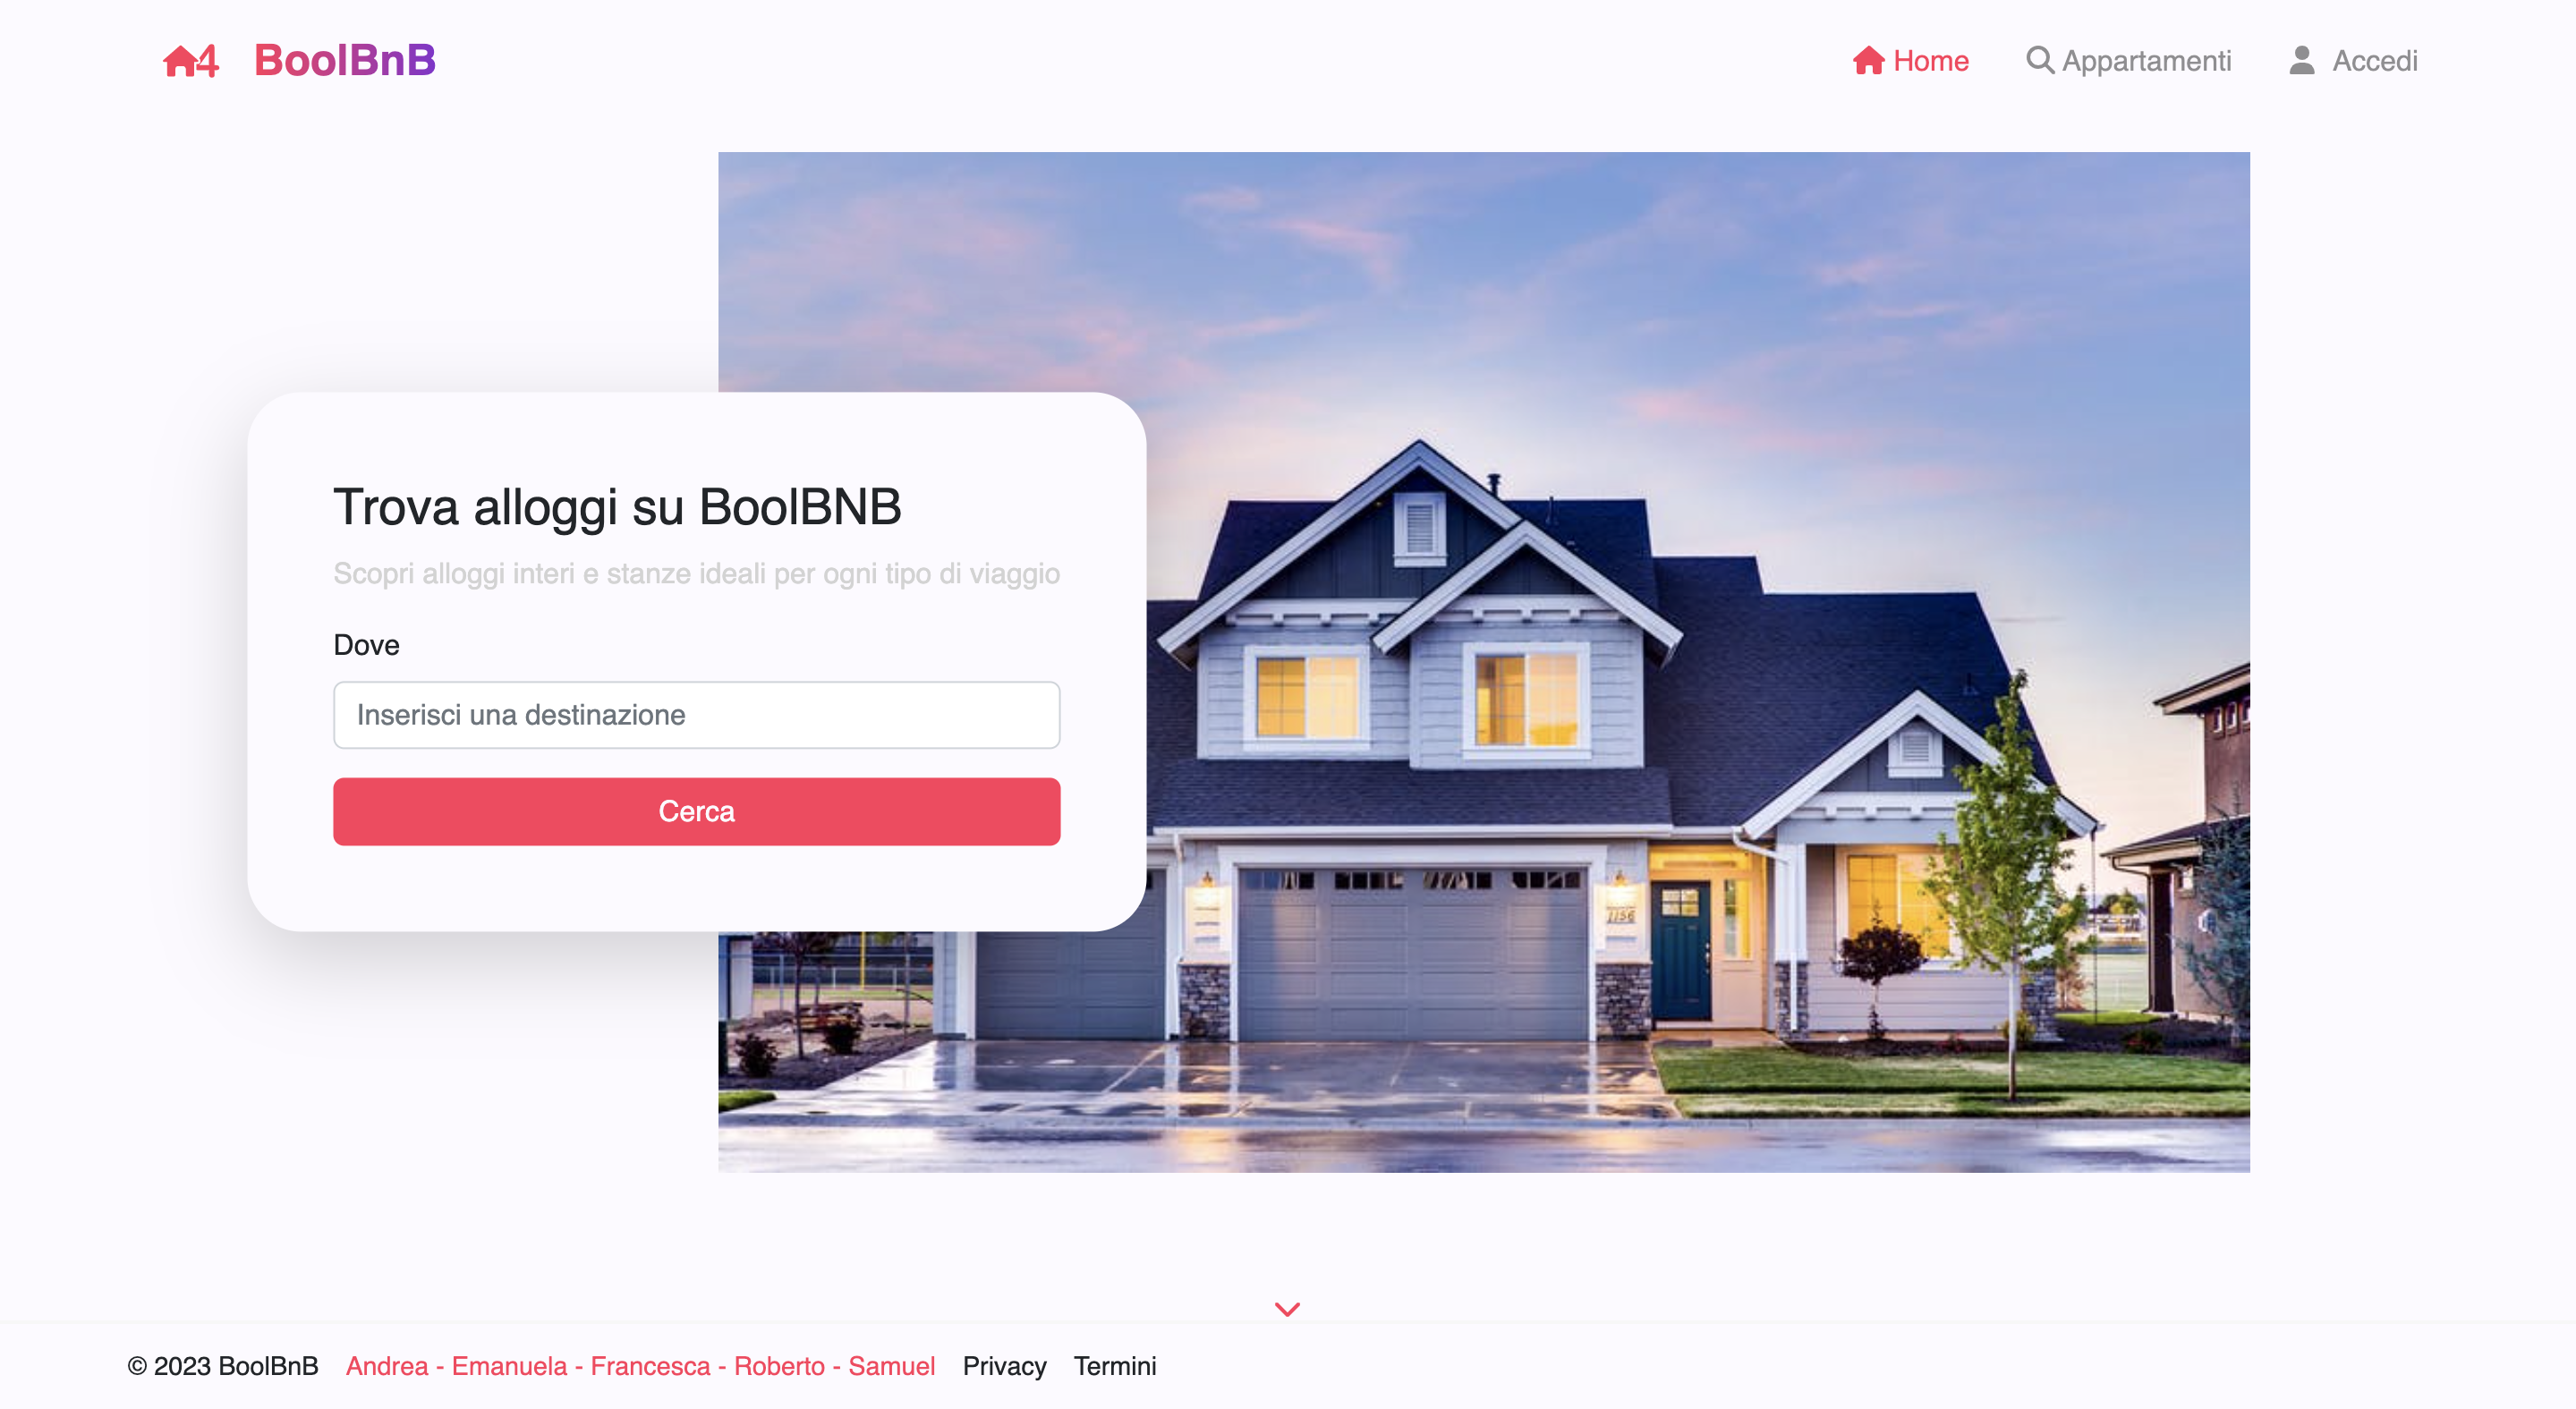 4 BoolBnB
Home Appartamenti Accedi
Trova alloggi su BoolBNB
Scopri alloggi interi e stanze ideali per ogni tipo di viaggio
Dove
Inserisci una destinazione
Cerca
1156
© 2023 BoolBnB Andrea - Emanuela - Francesca - Roberto - Samuel Privacy Termini